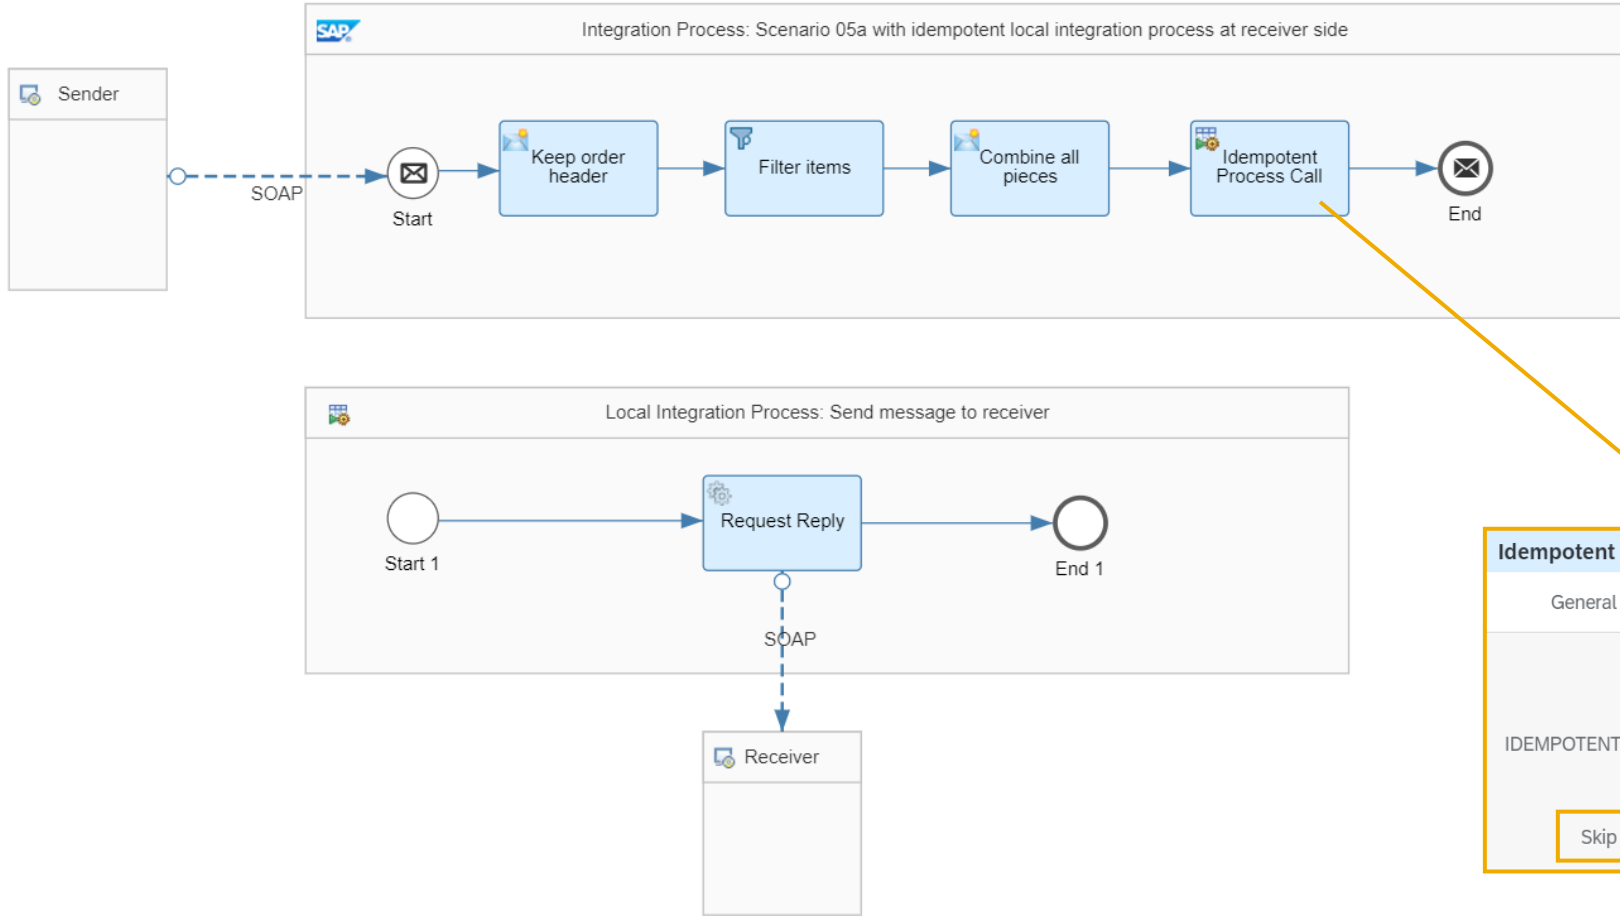 SAP
Integration Process: Scenario 05a with idempotent local integration process at receiver side
Sender
SOAP
Start
Keep order
header
Filter items
Combine all
pieces
Idempotent
Process Call
End
Local Integration Process: Send message to receiver
Start 1
Request Reply
End 1
SOAP
Receiver
Idempotent
General
IDEMPOTENT
Skip